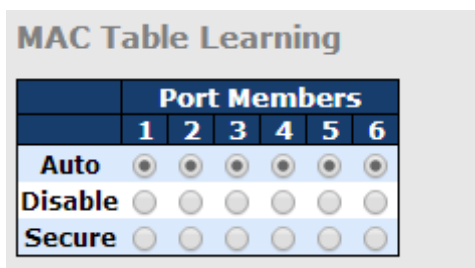 MAC Table Learning
Port Members
1 2 3 4 5 6
Auto
Disable
Secure